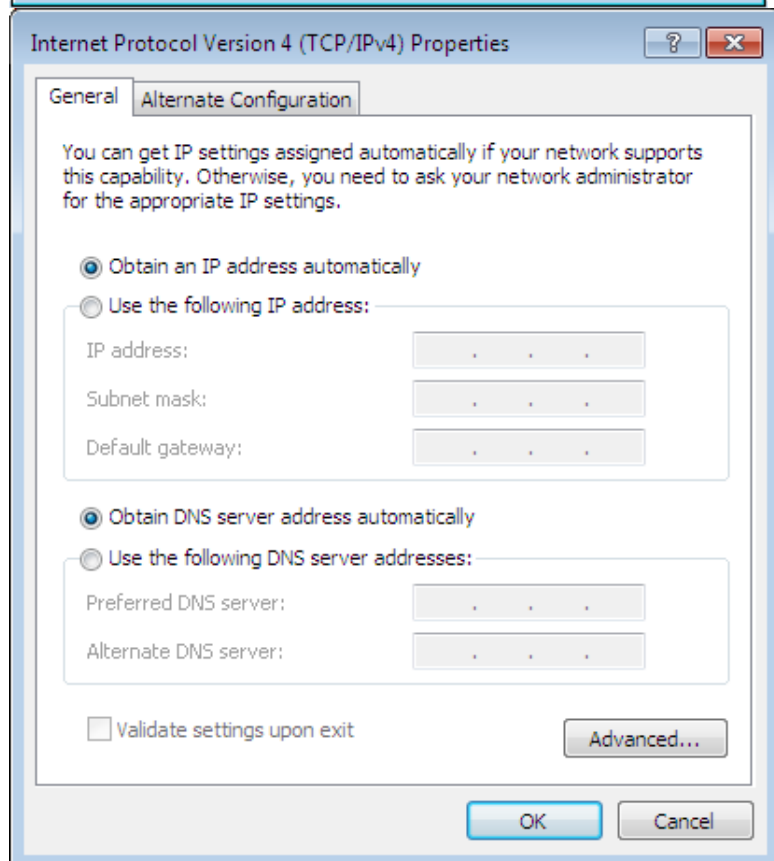 Internet Protocol Version 4 (TCP/IPv4) Properties
General
Alternate Configuration
You can get IP settings assigned automatically if your network supports
this capability. Otherwise, you need to ask your network administrator
for the appropriate IP settings.
Obtain an IP address automatically
Use the following IP address:
IP address:
Subnet mask:
Default gateway:
Obtain DNS server address automatically
Use the following DNS server addresses:
Preferred DNS server:
Alternate DNS server:
Validate settings upon exit
Advanced...
OK
Cancel